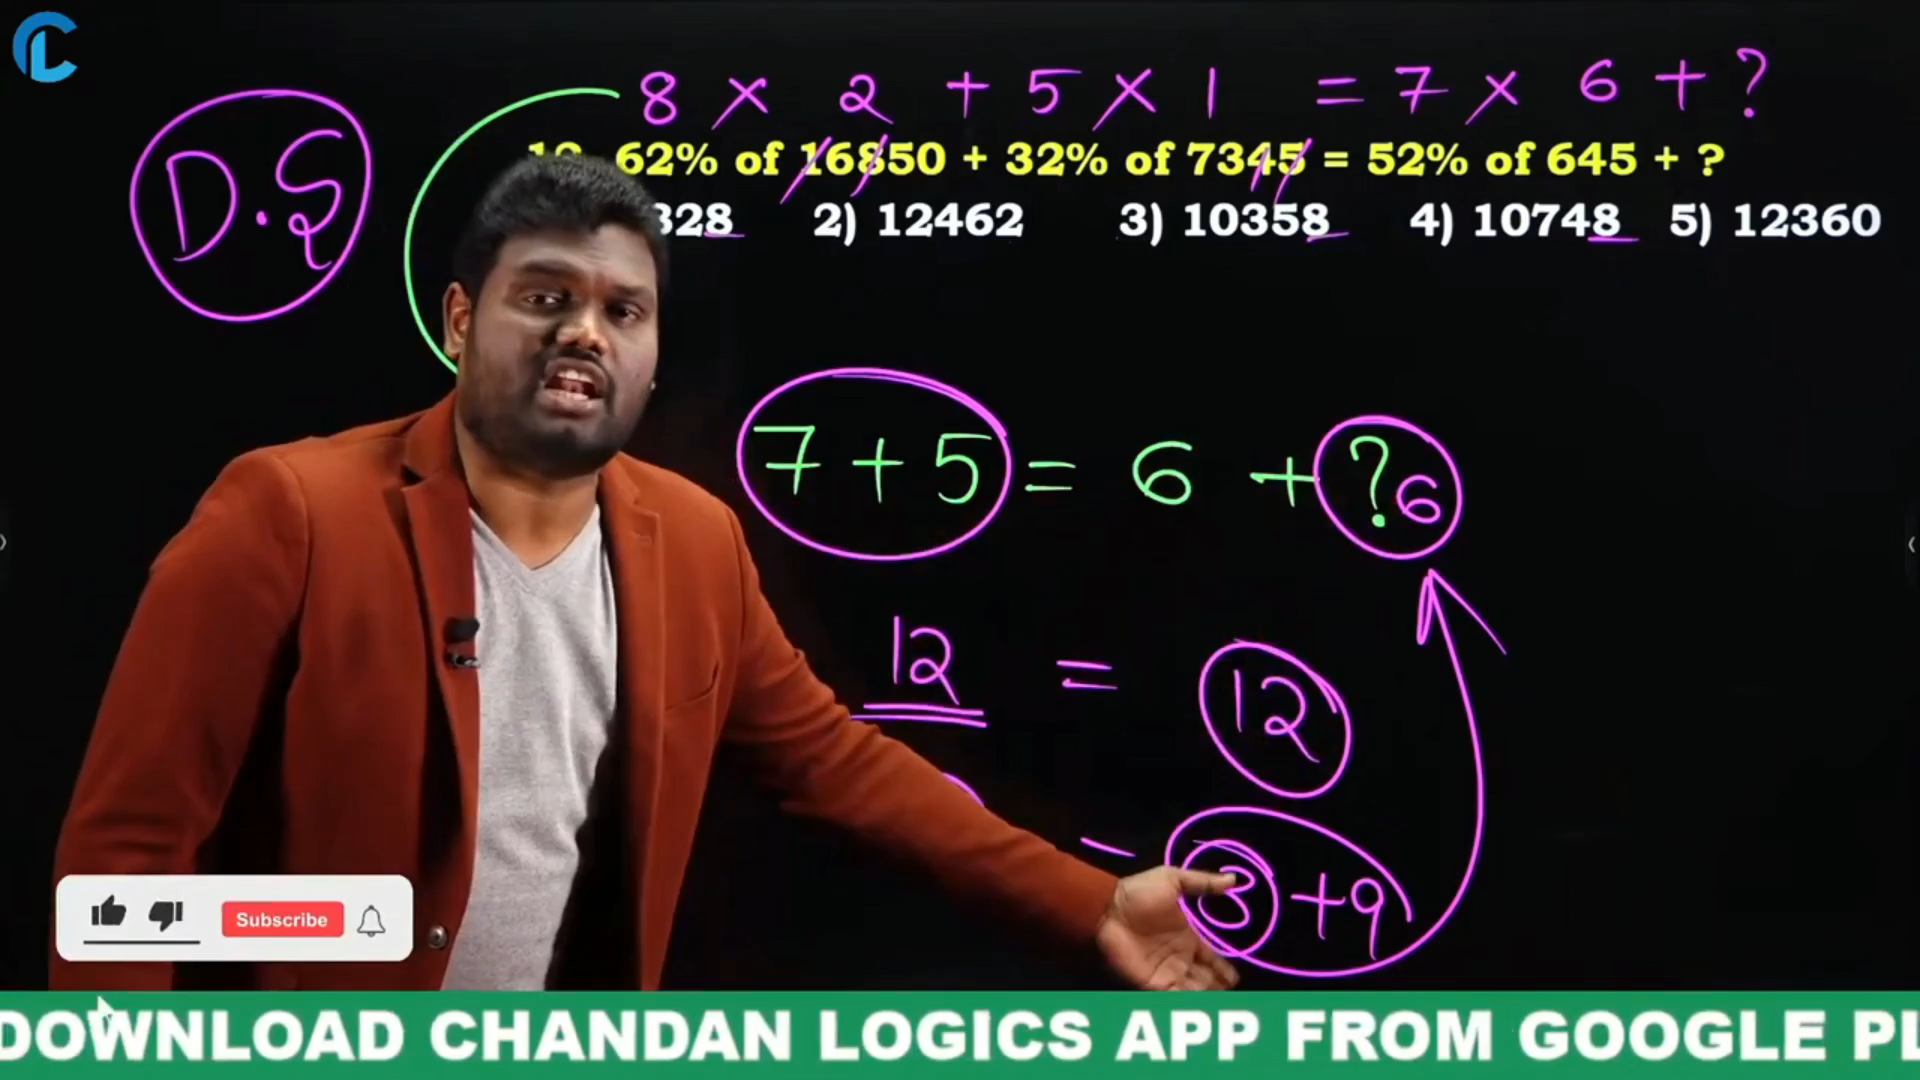 8 × 2 + 5 × 1 = 7 × 6 + ?
62% of 16850 + 32% of 7345 = 52% of 645 + ?
328 2) 12462 3) 10358 4) 10748 5) 12360
D.S
7 + 5 = 6 + ? 6
12 = 12
3 + 9
Subscribe
DOWNLOAD CHANDAN LOGICS APP FROM GOOGLE PL